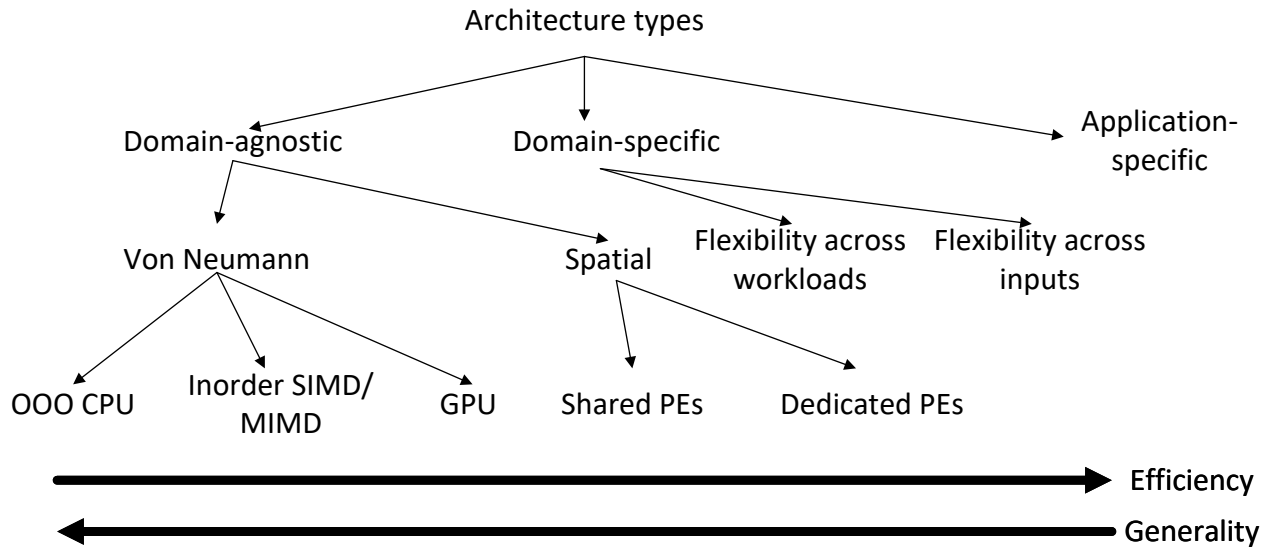 Architecture types
Domain-agnostic
Domain-specific
Application-
specific
Von Neumann
Spatial
Flexibility across
workloads
Flexibility across
inputs
OOO CPU
Inorder SIMD/
MIMD
GPU
Shared PEs
Dedicated PEs
Efficiency
Generality